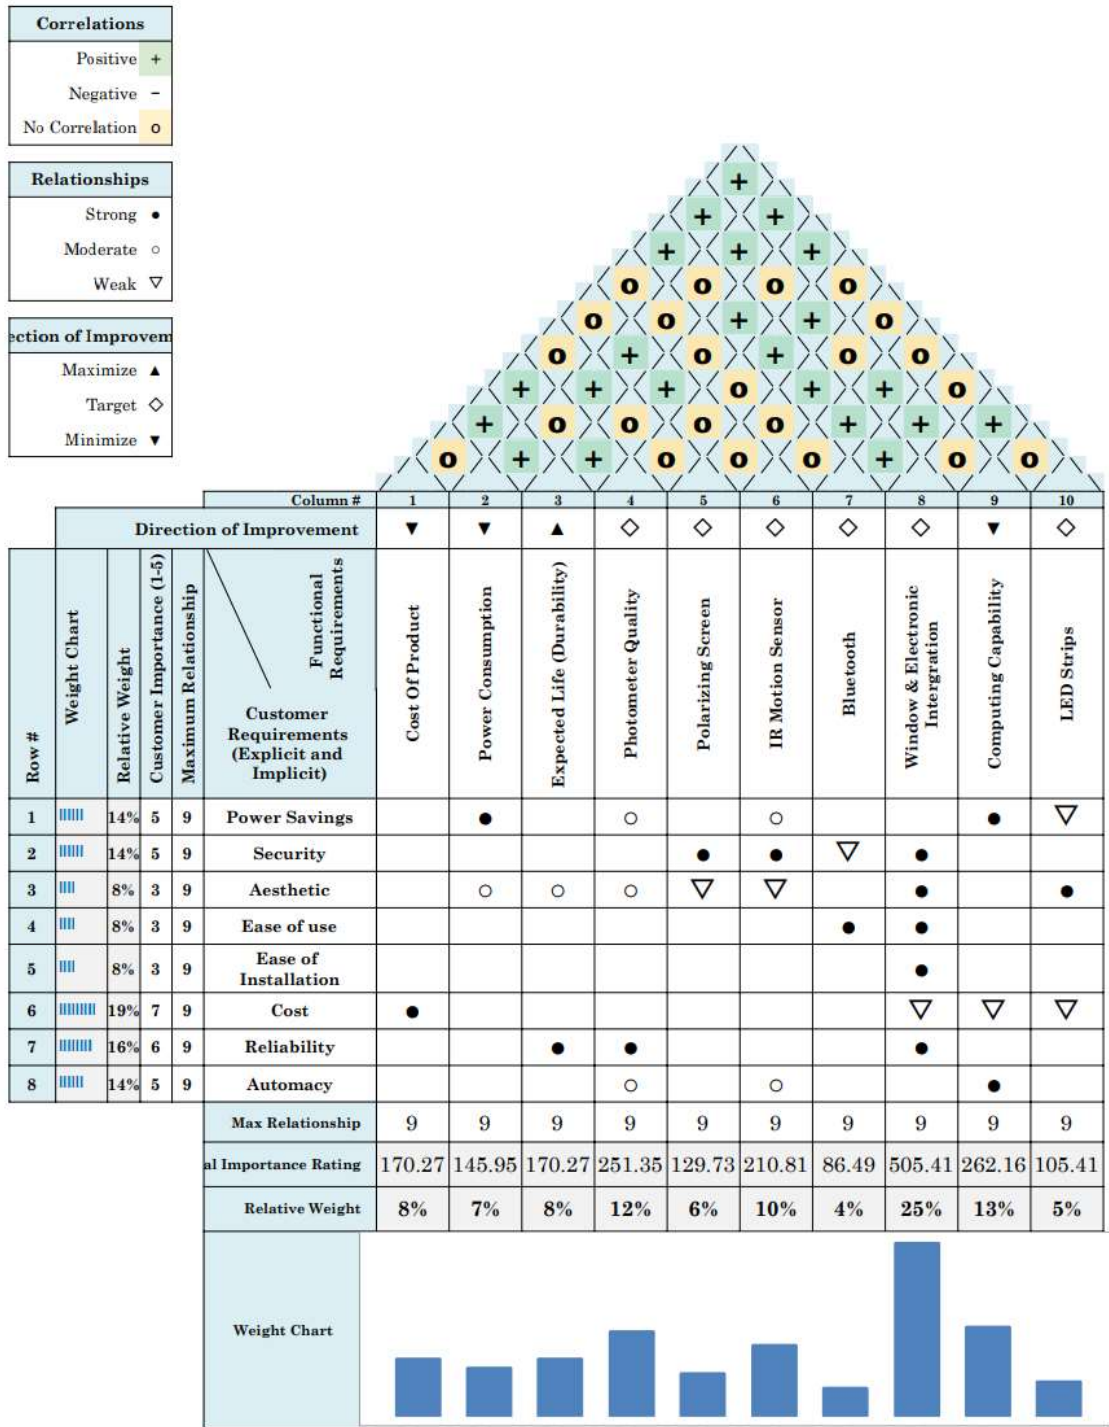 Correlations
Positive +
Negative −
No Correlation o
Relationships
Strong ●
Moderate ○
Weak ▽
ection of Improvem
Maximize ▲
Target ◇
Minimize ▼
+
+ +
+ + +
o o o o
o o + + o
o + o + o o
+ + + o + + o
+ o o o o + + +
o + + o o o + o o
Column # 1 2 3 4 5 6 7 8 9 10
Direction of Improvement ▼ ▼ ▲ ◇ ◇ ◇ ◇ ◇ ▼ ◇
Row #
Weight Chart
Relative Weight
Customer Importance (1-5)
Maximum Relationship
Functional
Requirements
Customer
Requirements
(Explicit and
Implicit)
Cost Of Product
Power Consumption
Expected Life (Durability)
Photometer Quality
Polarizing Screen
IR Motion Sensor
Bluetooth
Window & Electronic
Intergration
Computing Capability
LED Strips
1 |||||| 14% 5 9 Power Savings ● ○ ○ ● ▽
2 |||||| 14% 5 9 Security ● ● ▽ ●
3 |||| 8% 3 9 Aesthetic ○ ○ ○ ▽ ▽ ● ●
4 |||| 8% 3 9 Ease of use ● ●
5 |||| 8% 3 9 Ease of
Installation ●
6 ||||||||| 19% 7 9 Cost ● ▽ ▽ ▽
7 |||||||| 16% 6 9 Reliability ● ● ●
8 |||||| 14% 5 9 Automacy ○ ○ ●
Max Relationship 9 9 9 9 9 9 9 9 9 9
al Importance Rating 170.27 145.95 170.27 251.35 129.73 210.81 86.49 505.41 262.16 105.41
Relative Weight 8% 7% 8% 12% 6% 10% 4% 25% 13% 5%
Weight Chart